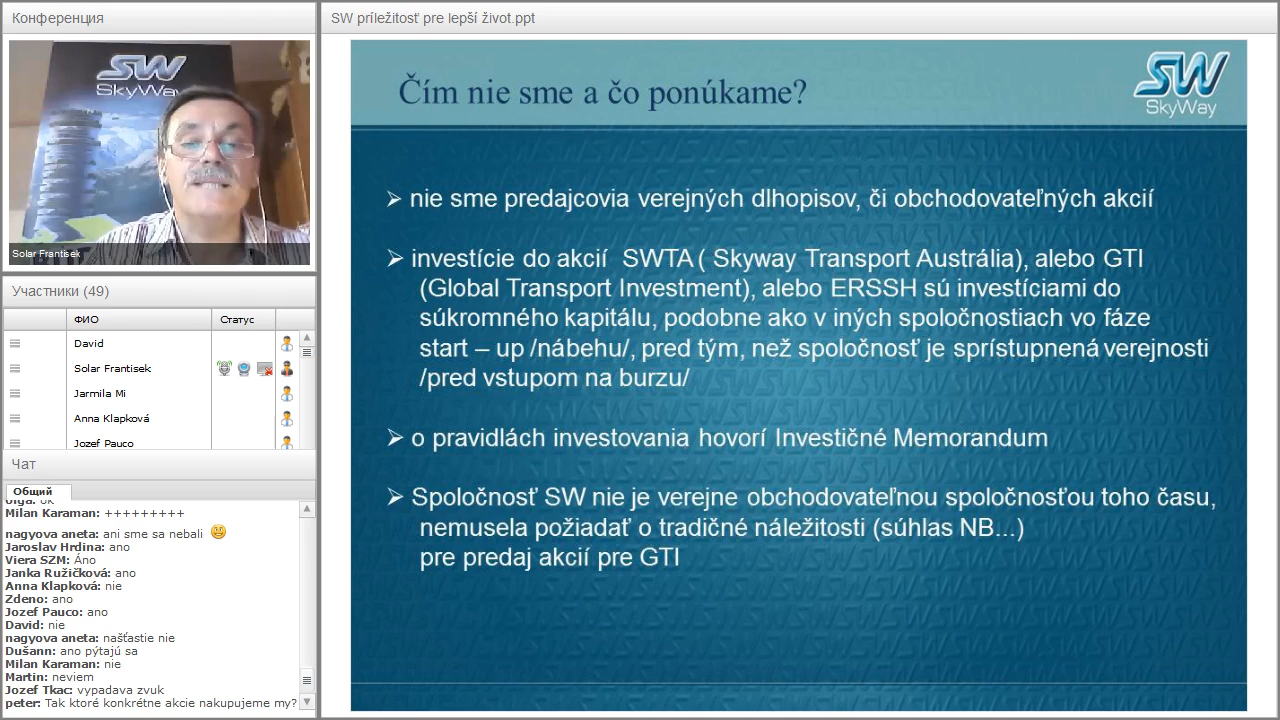 Конференция
SW
SkyWay
Solar Frantisek
Участники (49)
ФИО
Статус
David
Jarmila Mi
Anna Klapková
Jozef Pauco
Чат
Общий
Olga: ok
Milan Karaman: +++++++++
nagyova aneta: zni sme sa nebali
Jaroslav Hrdina: ano
Viera SZM: Áno
Janka Ružičková: ano
Anna Klapková: nie
Zdeno: ano
Jozef Pauco: ano
David: nie
nagyova aneta: našťastie nie
Dušann: ano pýtajú sa
Milan Karaman: nie
Martin: neviem
Jozef Tkac: vypadava zvuk
peter: Tak potom akcie nakupujeme my?
SW príležitosť pre lepší život.ppt
Čím nie sme a čo ponúkame?
SW
SkyWay
➢ nie sme predajcovia verejných dlhopisov, či obchodovateľných akcií
➢ investície do akcií SWTA ( Skyway Transport Austrália), alebo GTI
(Global Transport Investment), alebo ERSSH sú investíciami do
súkromného kapitálu, podobne ako v iných spoločnostiach vo fáze
start – up /nábehu/, pred tým, než spoločnosť je sprístupnená verejnosti
/pred vstupom na burzu/
➢ o pravidlách investovania hovorí Investičné Memorandum
➢ Spoločnosť SW nie je verejne obchodovateľnou spoločnosťou toho času,
nemusela požiadať o tradičné náležitosti (súhlas NB...)
pre predaj akcií pre GTI